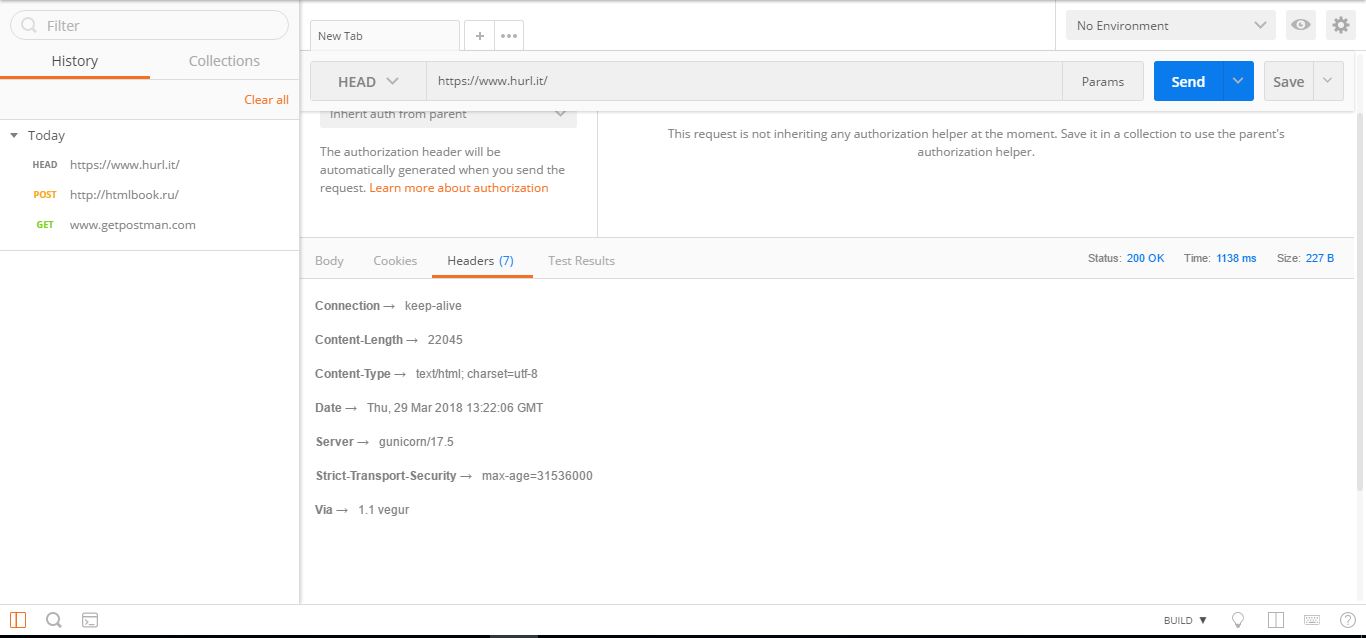 Filter
History
Collections
Clear all
Today
HEAD https://www.hurl.it/
POST http://htmlbook.ru/
GET www.getpostman.com
New Tab
No Environment
HEAD
https://www.hurl.it/
Params
Send
Save
Inherit auth from parent
The authorization header will be
automatically generated when you send the
request. Learn more about authorization
This request is not inheriting any authorization helper at the moment. Save it in a collection to use the parent's
authorization helper.
Body
Cookies
Headers (7)
Test Results
Status: 200 OK
Time: 1138 ms
Size: 227 B
Connection → keep-alive
Content-Length → 22045
Content-Type → text/html; charset=utf-8
Date → Thu, 29 Mar 2018 13:22:06 GMT
Server → gunicorn/17.5
Strict-Transport-Security → max-age=31536000
Via → 1.1 vegur
BUILD ▼